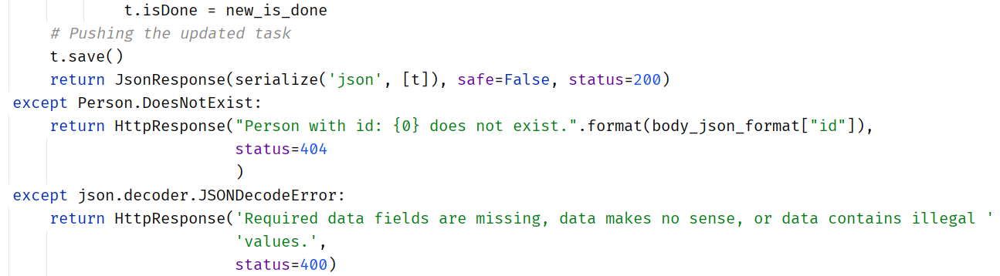 t.isDone = new_is_done
# Pushing the updated task
t.save()
return JsonResponse(serialize('json', [t]), safe=False, status=200)
except Person.DoesNotExist:
return HttpResponse("Person with id: {0} does not exist.".format(body_json_format["id"]),
status=404
)
except json.decoder.JSONDecodeError:
return HttpResponse('Required data fields are missing, data makes no sense, or data contains illegal '
'values.',
status=400)